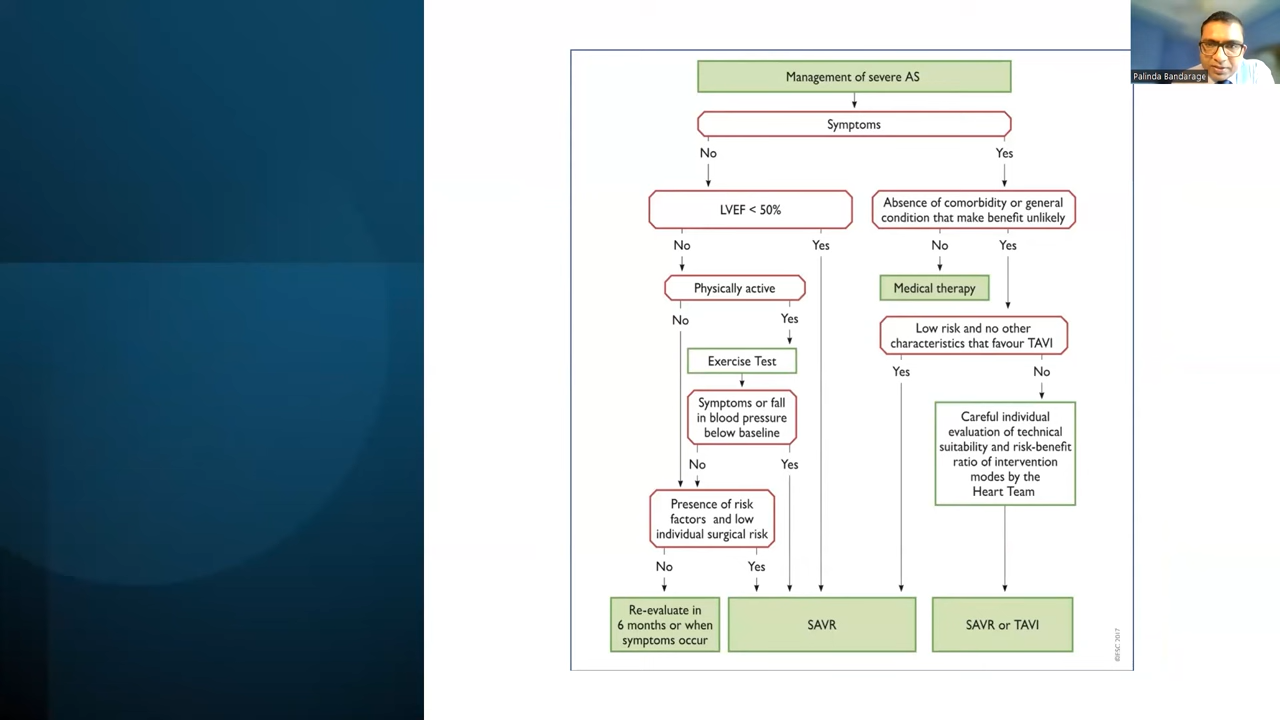 Palinda Bandarage
Management of severe AS
Symptoms
No
Yes
LVEF < 50%
Absence of comorbidity or general
condition that make benefit unlikely
No
Yes
No
Yes
Physically active
Medical therapy
No
Yes
Low risk and no other
characteristics that favour TAVI
Exercise Test
Yes
No
Symptoms or fall
in blood pressure
below baseline
Careful individual
evaluation of technical
suitability and risk-benefit
ratio of intervention
modes by the
Heart Team
No
Yes
Presence of risk
factors and low
individual surgical risk
No
Yes
Re-evaluate in
6 months or when
symptoms occur
SAVR
SAVR or TAVI
©ESC 2017